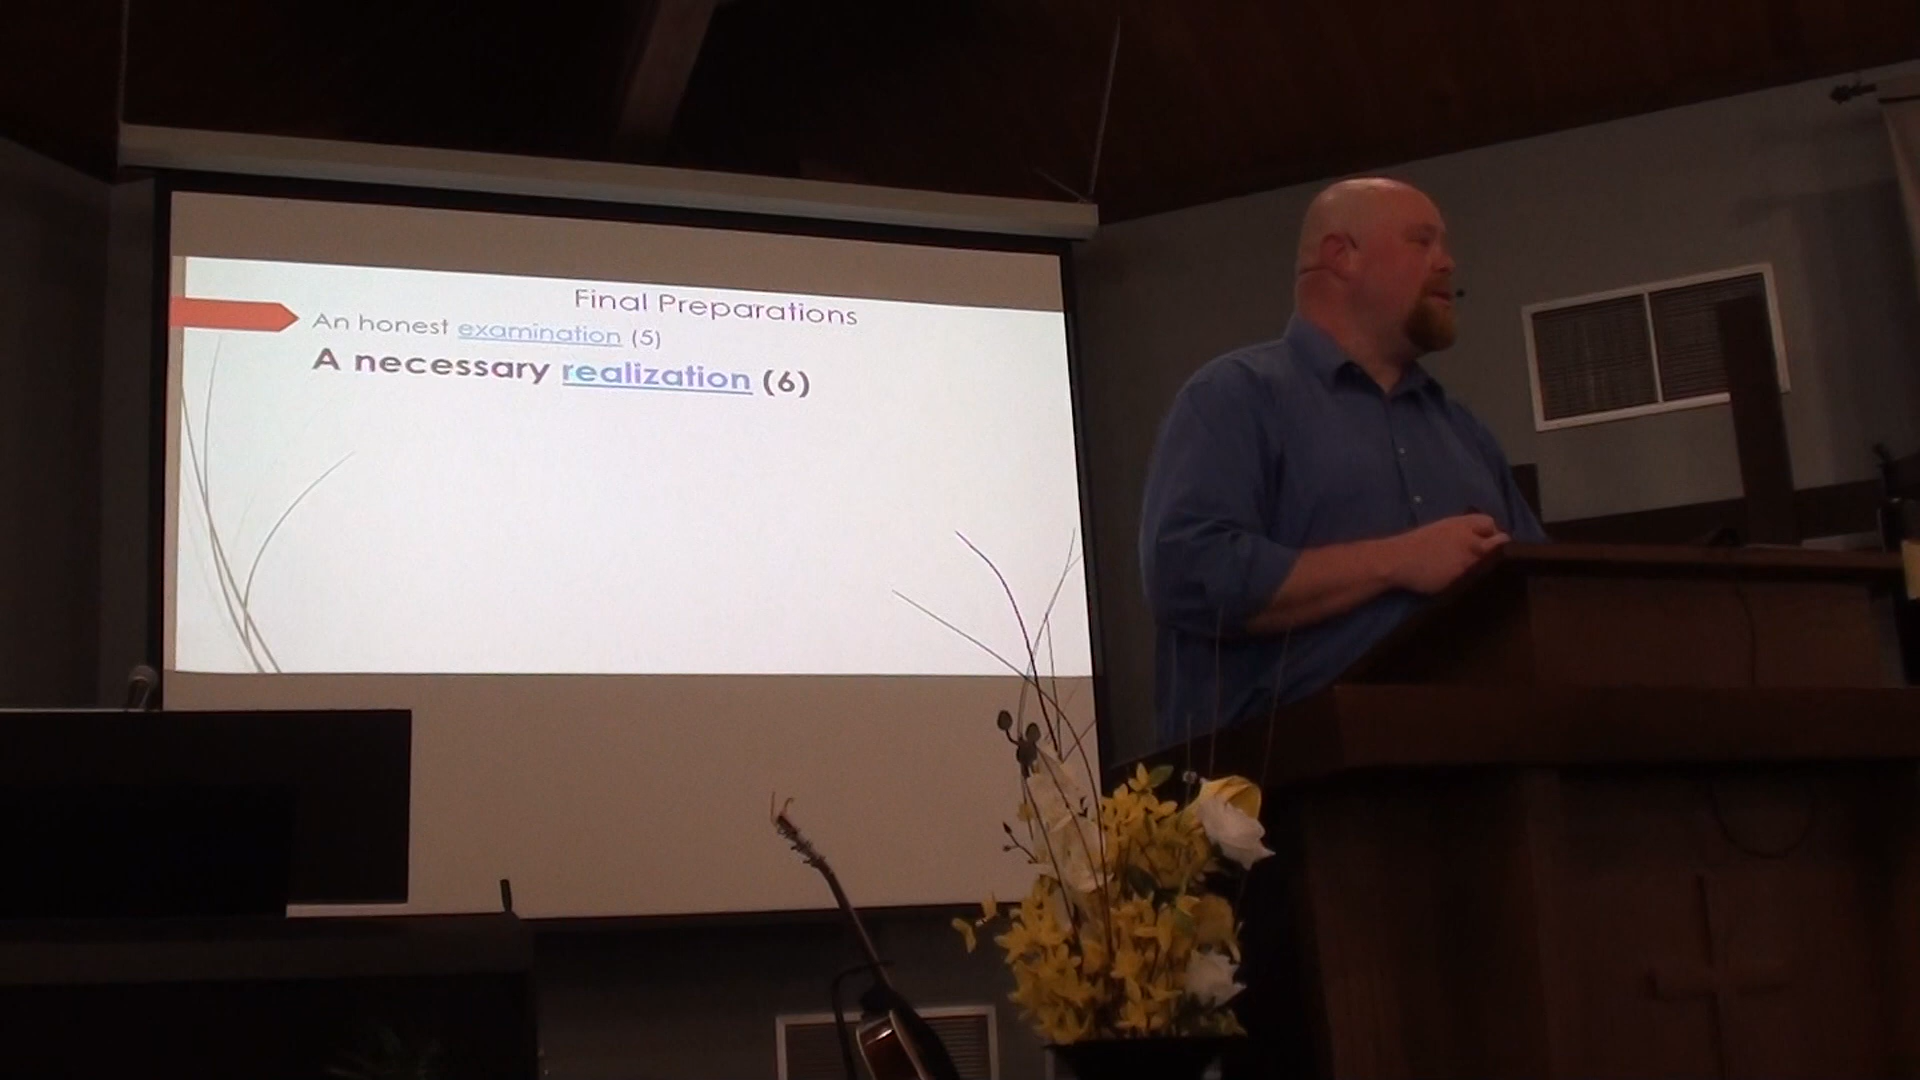 Final Preparations
An honest examination (5)
A necessary realization (6)